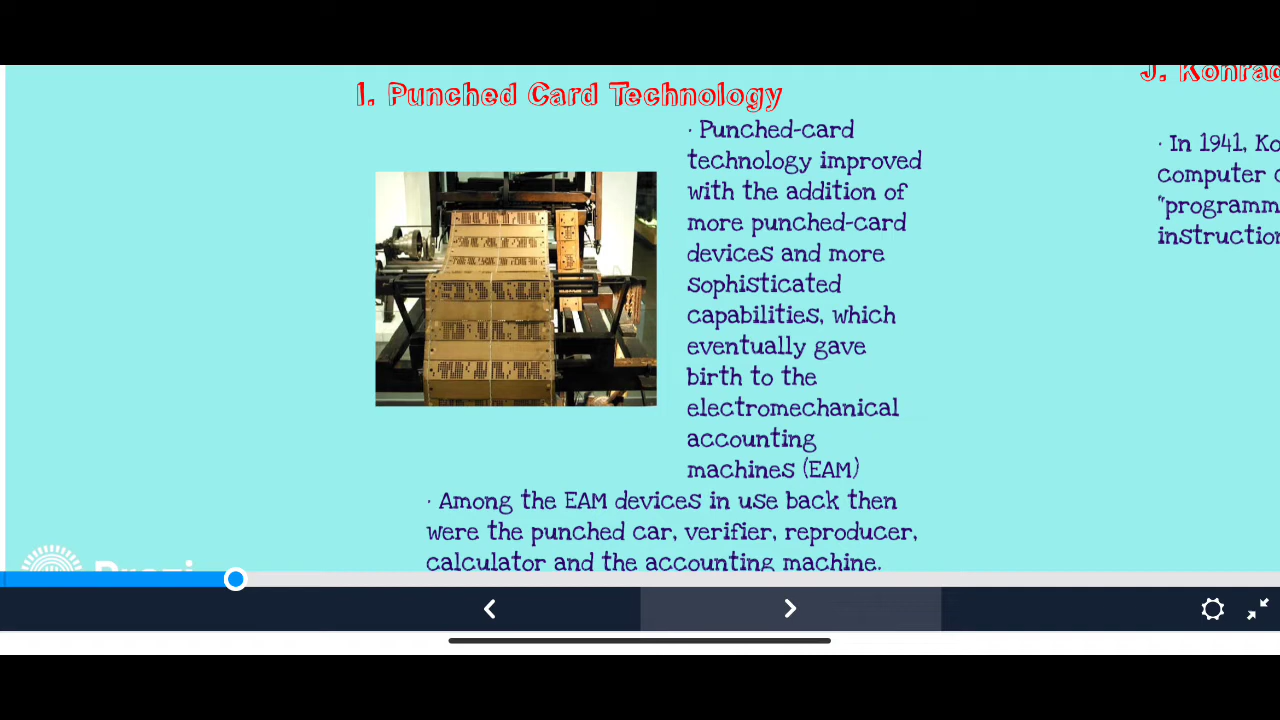 I. Punched Card Technology
· Punched-card
technology improved
with the addition of
more punched-card
devices and more
sophisticated
capabilities, which
eventually gave
birth to the
electromechanical
accounting
machines (EAM)
· Among the EAM devices in use back then
were the punched car, verifier, reproducer,
calculator and the accounting machine.
J. Konrad
· In 1941, Ko
computer
"programm
instruction
Prezi